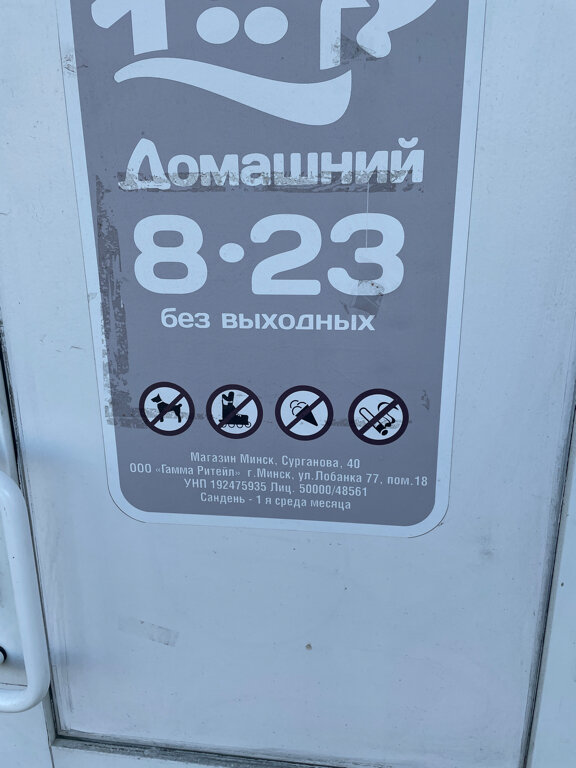 Домашний
8·23
без выходных
Магазин Минск, Сурганова, 40
ООО «Гамма Ритейл» г.Минск, ул.Лобанка 77, пом.18
УНП 192475935 Лиц. 50000/48561
Сандень - 1 я среда месяца